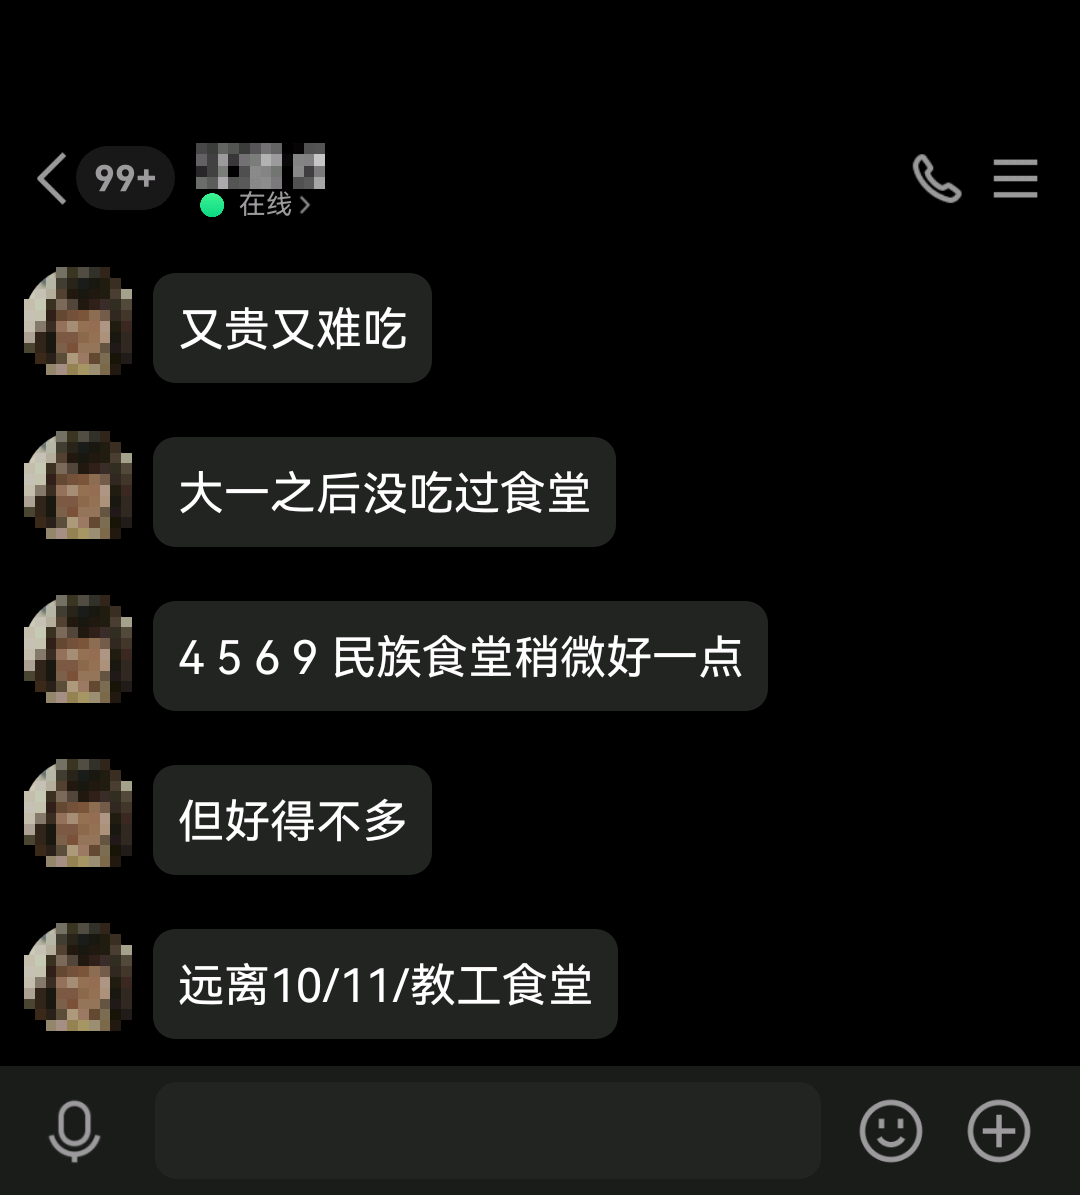 99+
在线
又贵又难吃
大一之后没吃过食堂
4 5 6 9 民族食堂稍微好一点
但好得不多
远离10/11/教工食堂